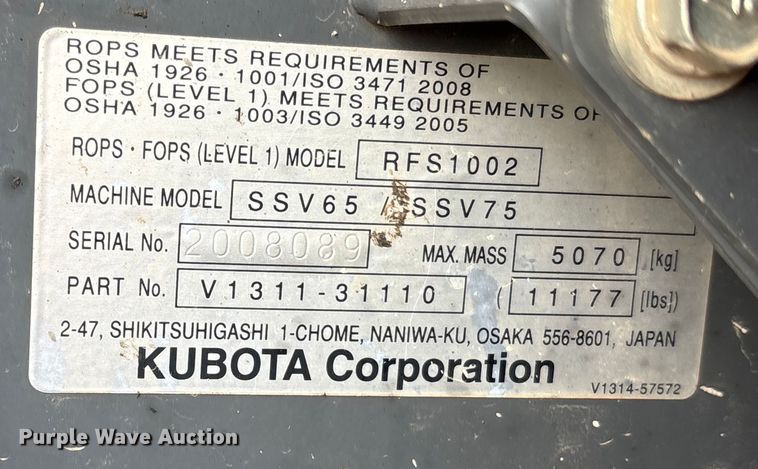 ROPS MEETS REQUIREMENTS OF
OSHA 1926 · 1001/ISO 3471 2008
FOPS (LEVEL 1) MEETS REQUIREMENTS OF
OSHA 1926 · 1003/ISO 3449 2005
ROPS · FOPS (LEVEL 1) MODEL RFS1002
MACHINE MODEL SSV65 / SSV75
SERIAL No. 2008089 MAX. MASS 5070 [kg]
PART No. V1311-31110 (11177 [lbs])
2-47, SHIKITSUHIGASHI 1-CHOME, NANIWA-KU, OSAKA 556-8601, JAPAN
KUBOTA Corporation
V1314-57572
Purple Wave Auction